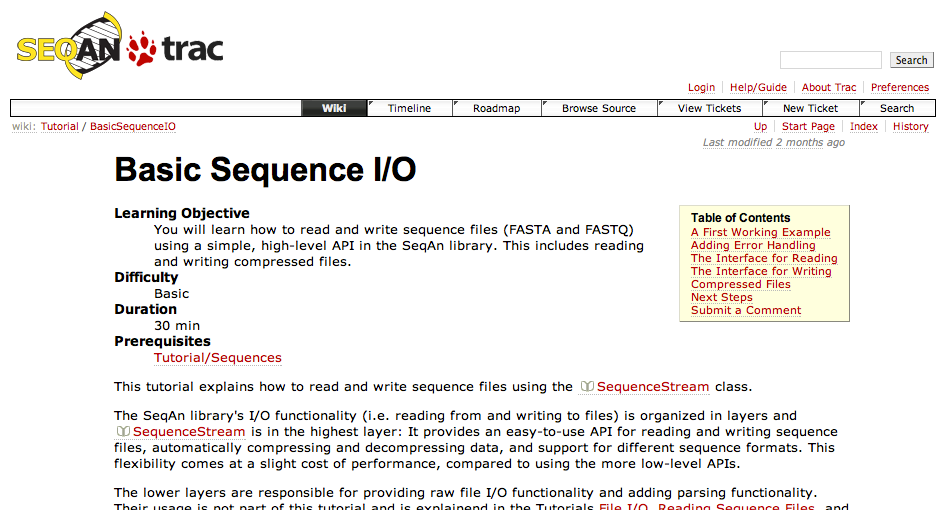 SEQAN trac
Search
Login Help/Guide About Trac Preferences
Wiki Timeline Roadmap Browse Source View Tickets New Ticket Search
wiki: Tutorial / BasicSequenceIO
Up Start Page Index History
Last modified 2 months ago
Basic Sequence I/O
Learning Objective
You will learn how to read and write sequence files (FASTA and FASTQ)
using a simple, high-level API in the SeqAn library. This includes reading
and writing compressed files.
Difficulty
Basic
Duration
30 min
Prerequisites
Tutorial/Sequences
Table of Contents
A First Working Example
Adding Error Handling
The Interface for Reading
The Interface for Writing
Compressed Files
Next Steps
Submit a Comment
This tutorial explains how to read and write sequence files using the SequenceStream class.
The SeqAn library's I/O functionality (i.e. reading from and writing to files) is organized in layers and
SequenceStream is in the highest layer: It provides an easy-to-use API for reading and writing sequence
files, automatically compressing and decompressing data, and support for different sequence formats. This
flexibility comes at a slight cost of performance, compared to using the more low-level APIs.
The lower layers are responsible for providing raw file I/O functionality and adding parsing functionality.
Their usage is not part of this tutorial and is explainend in the Tutorials File I/O, Reading Sequence Files, and